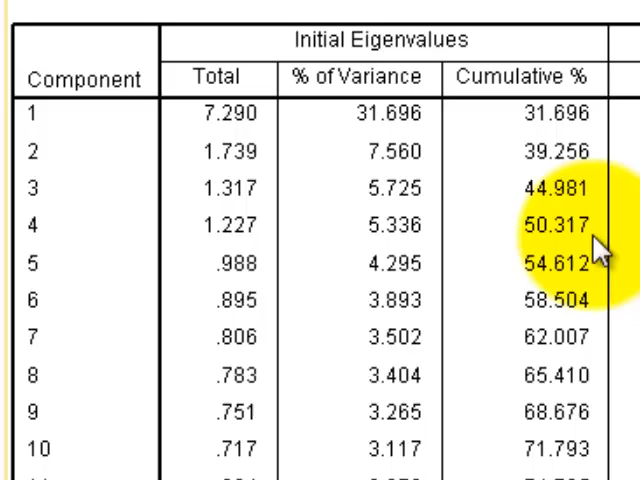 Initial Eigenvalues
Component Total % of Variance Cumulative %
1 7.290 31.696 31.696
2 1.739 7.560 39.256
3 1.317 5.725 44.981
4 1.227 5.336 50.317
5 .988 4.295 54.612
6 .895 3.893 58.504
7 .806 3.502 62.007
8 .783 3.404 65.410
9 .751 3.265 68.676
10 .717 3.117 71.793